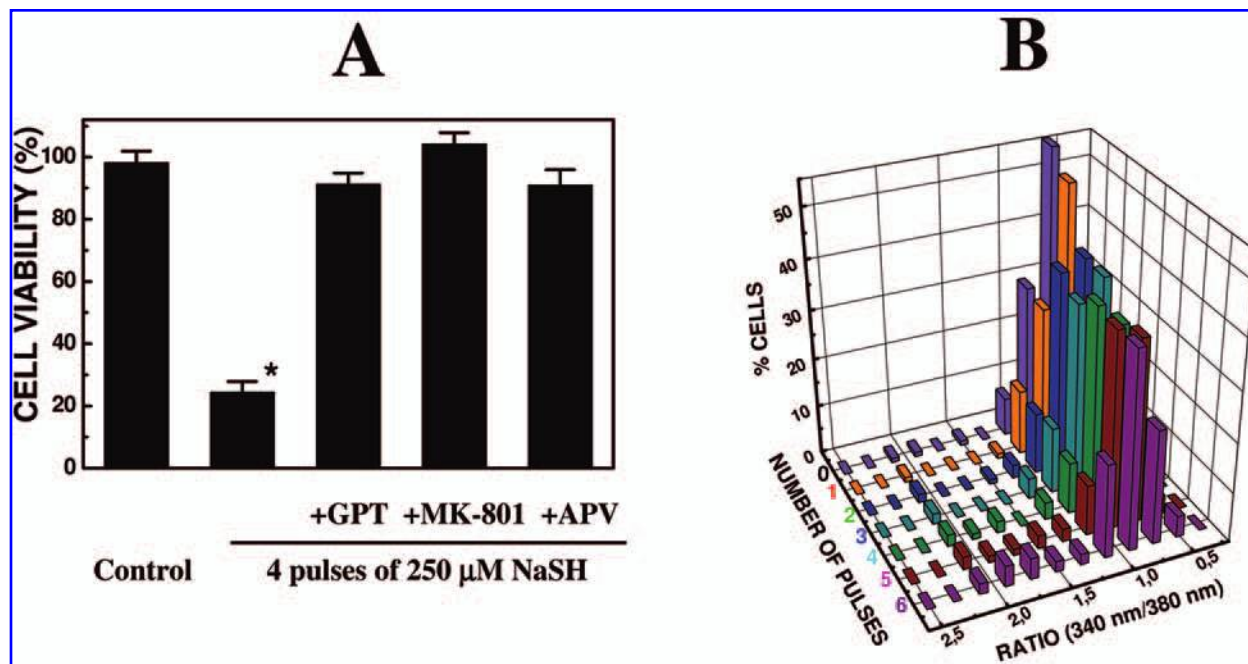 A
CELL VIABILITY (%)
100
80
60
40
20
0
*
+GPT +MK-801 +APV
Control
4 pulses of 250 μM NaSH
B
% CELLS
50
40
30
20
10
0
NUMBER OF PULSES
0
1
2
3
4
5
6
2,5
2,0
1,5
1,0
0,5
RATIO (340 nm/380 nm)